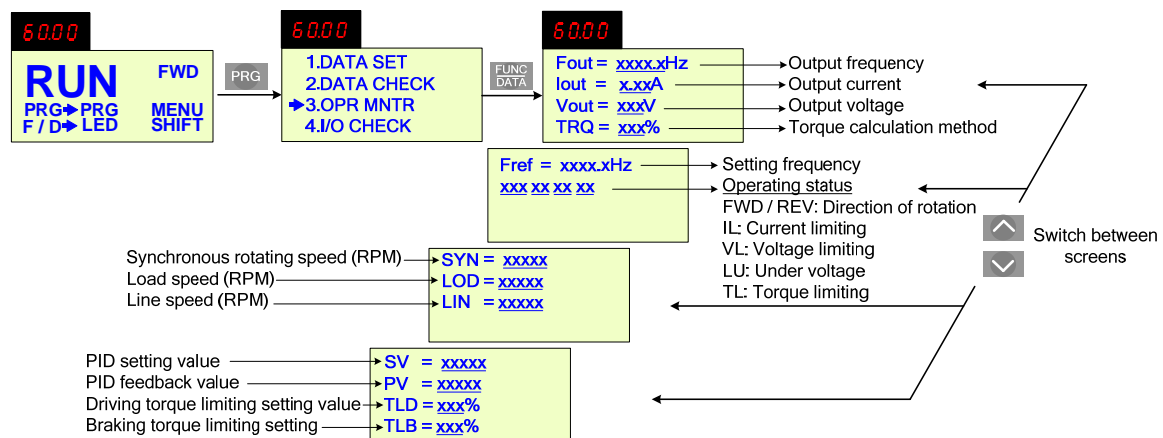 60.00
RUN FWD
PRG➔PRG MENU
F / D➔ LED SHIFT
PRG
60.00
1.DATA SET
2.DATA CHECK
➔3.OPR MNTR
4.I/O CHECK
FUNC
DATA
60.00
Fout = xxxx.xHz Output frequency
Iout = x.xxA Output current
Vout = xxxV Output voltage
TRQ = xxx% Torque calculation method
Fref = xxxx.xHz Setting frequency
xxx xx xx xx Operating status
FWD / REV: Direction of rotation
IL: Current limiting
VL: Voltage limiting
LU: Under voltage
TL: Torque limiting
Switch between
screens
Synchronous rotating speed (RPM) SYN = xxxxx
Load speed (RPM) LOD = xxxxx
Line speed (RPM) LIN = xxxxx
PID setting value SV = xxxxx
PID feedback value PV = xxxxx
Driving torque limiting setting value TLD = xxx%
Braking torque limiting setting TLB = xxx%